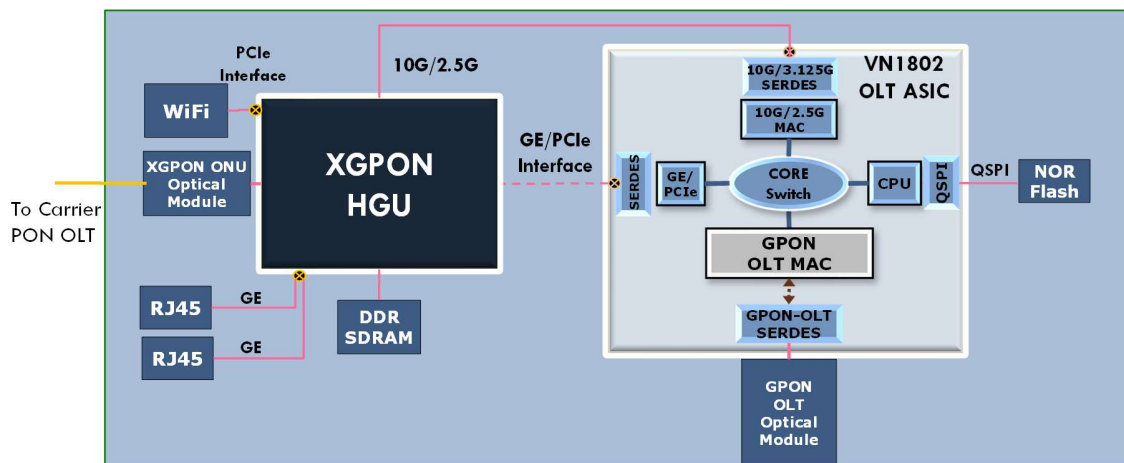 PCIe
Interface
10G/2.5G
WiFi
XGPON ONU
Optical
Module
To Carrier
PON OLT
XGPON
HGU
GE/PCIe
Interface
RJ45
GE
RJ45
GE
DDR
SDRAM
VN1802
OLT ASIC
10G/3.125G
SERDES
10G/2.5G
MAC
SERDES
GE/
PCIe
CORE
Switch
CPU
QSPI
QSPI
NOR
Flash
GPON
OLT MAC
GPON-OLT
SERDES
GPON
OLT
Optical
Module